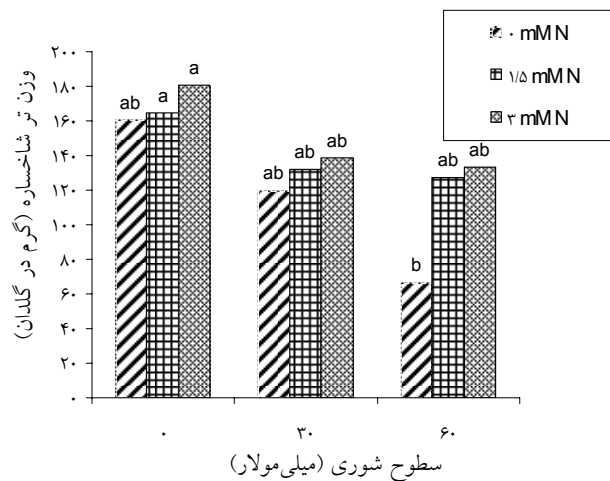 ۰ mMN
۱/۵ mMN
۳ mMN
وزن تر شاخساره (گرم در گلدان)
۲۰۰
۱۸۰
۱۶۰
۱۴۰
۱۲۰
۱۰۰
۸۰
۶۰
۴۰
۲۰
۰
ab a a
ab ab ab
b ab ab
۰ ۳۰ ۶۰
سطوح شوری (میلی‌مولار)